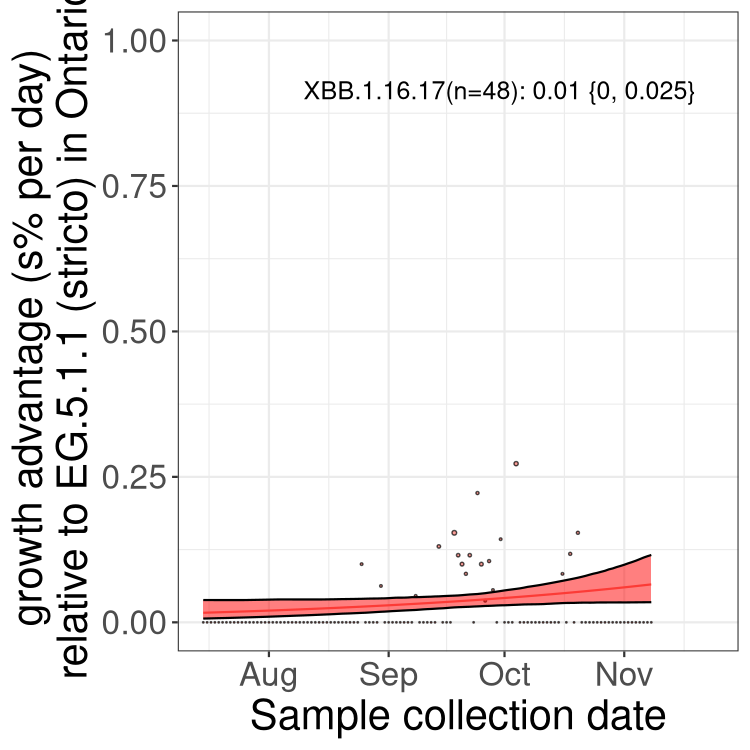 growth advantage (s% per day)
relative to EG.5.1.1 (stricto) in Ontario
1.00
0.75
0.50
0.25
0.00
XBB.1.16.17(n=48): 0.01 {0, 0.025}
Aug Sep Oct Nov
Sample collection date